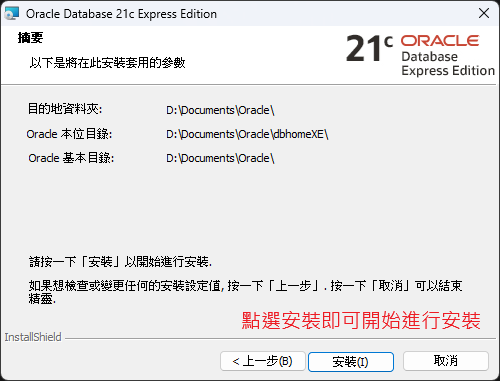 Oracle Database 21c Express Edition
摘要
以下是將在此安裝套用的參數
21c ORACLE
Database
Express Edition
目的地資料夾: D:\Documents\Oracle\
Oracle 本位目錄: D:\Documents\Oracle\dbhomeXE\
Oracle 基本目錄: D:\Documents\Oracle\
請按一下「安裝」以開始進行安裝.
如果想檢查或變更任何的安裝設定值, 按一下「上一步」. 按一下「取消」可以結束
精靈.
點選安裝即可開始進行安裝
InstallShield
< 上一步(B) 安裝(I) 取消